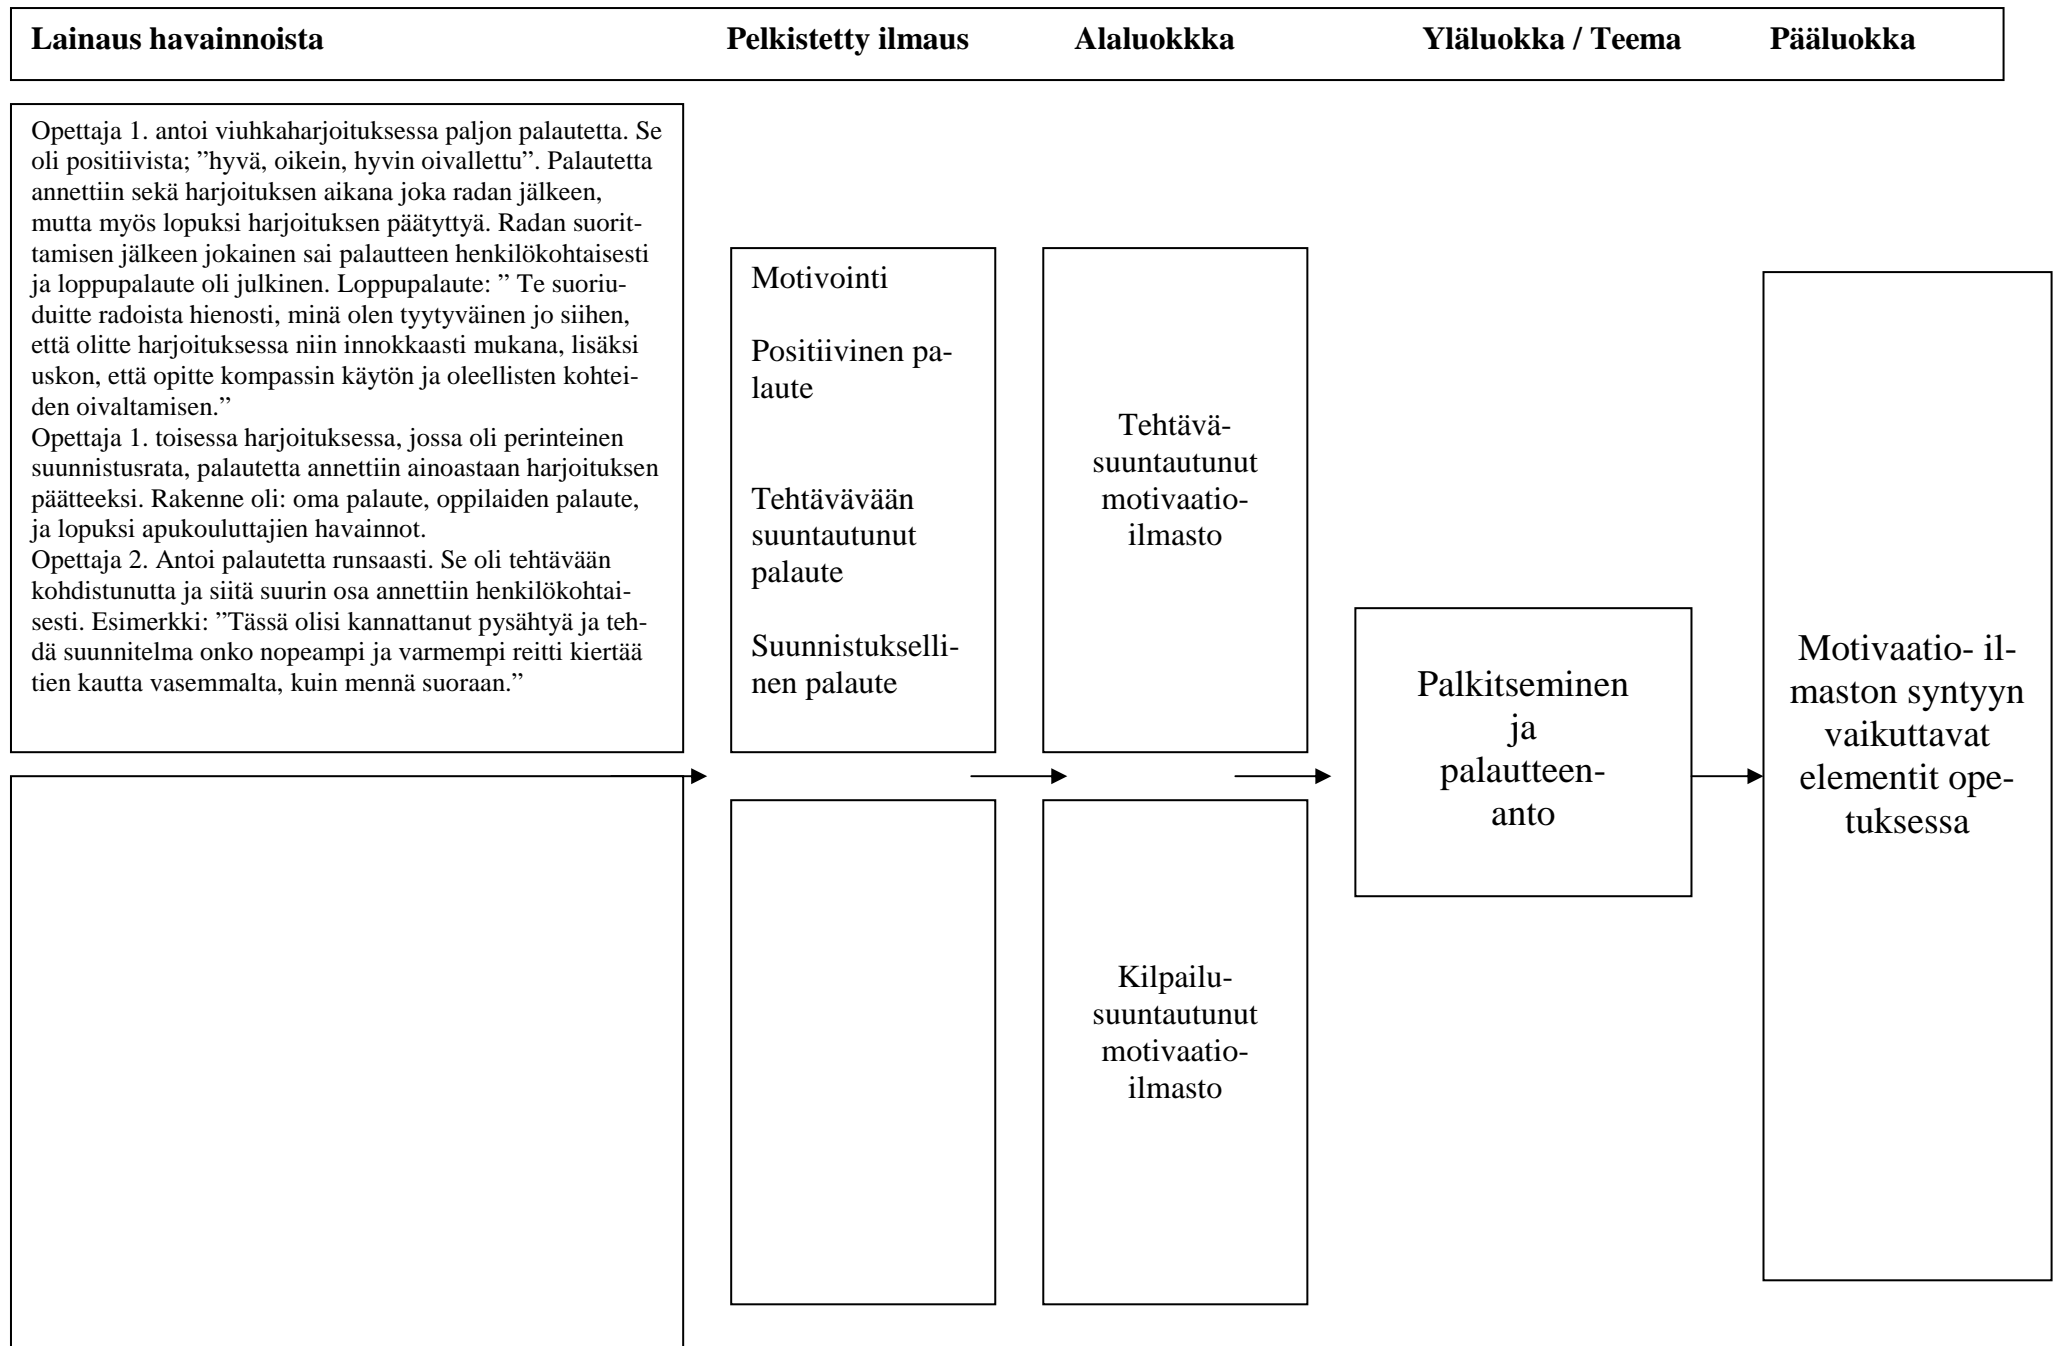 Lainaus havainnoista Pelkistetty ilmaus Alaluokkka Yläluokka / Teema Pääluokka
Opettaja 1. antoi viuhkaharjoituksessa paljon palautetta. Se
oli positiivista; ”hyvä, oikein, hyvin oivallettu”. Palautetta
annettiin sekä harjoituksen aikana joka radan jälkeen,
mutta myös lopuksi harjoituksen päätyttyä. Radan suorit-
tamisen jälkeen jokainen sai palautteen henkilökohtaisesti
ja loppupalaute oli julkinen. Loppupalaute: ” Te suoriu-
duitte radoista hienosti, minä olen tyytyväinen jo siihen,
että olitte harjoituksessa niin innokkaasti mukana, lisäksi
uskon, että opitte kompassin käytön ja oleellisten kohtei-
den oivaltamisen.”
Opettaja 1. toisessa harjoituksessa, jossa oli perinteinen
suunnistusrata, palautetta annettiin ainoastaan harjoituksen
päätteeksi. Rakenne oli: oma palaute, oppilaiden palaute,
ja lopuksi apukouluttajien havainnot.
Opettaja 2. Antoi palautetta runsaasti. Se oli tehtävään
kohdistunutta ja siitä suurin osa annettiin henkilökohtai-
sesti. Esimerkki: ”Tässä olisi kannattanut pysähtyä ja teh-
dä suunnitelma onko nopeampi ja varmempi reitti kiertää
tien kautta vasemmalta, kuin mennä suoraan.”
Motivointi
Positiivinen pa-
laute
Tehtävävään
suuntautunut
palaute
Suunnistukselli-
nen palaute
Tehtävä-
suuntautunut
motivaatio-
ilmasto
Kilpailu-
suuntautunut
motivaatio-
ilmasto
Palkitseminen
ja
palautteen-
anto
Motivaatio- il-
maston syntyyn
vaikuttavat
elementit ope-
tuksessa